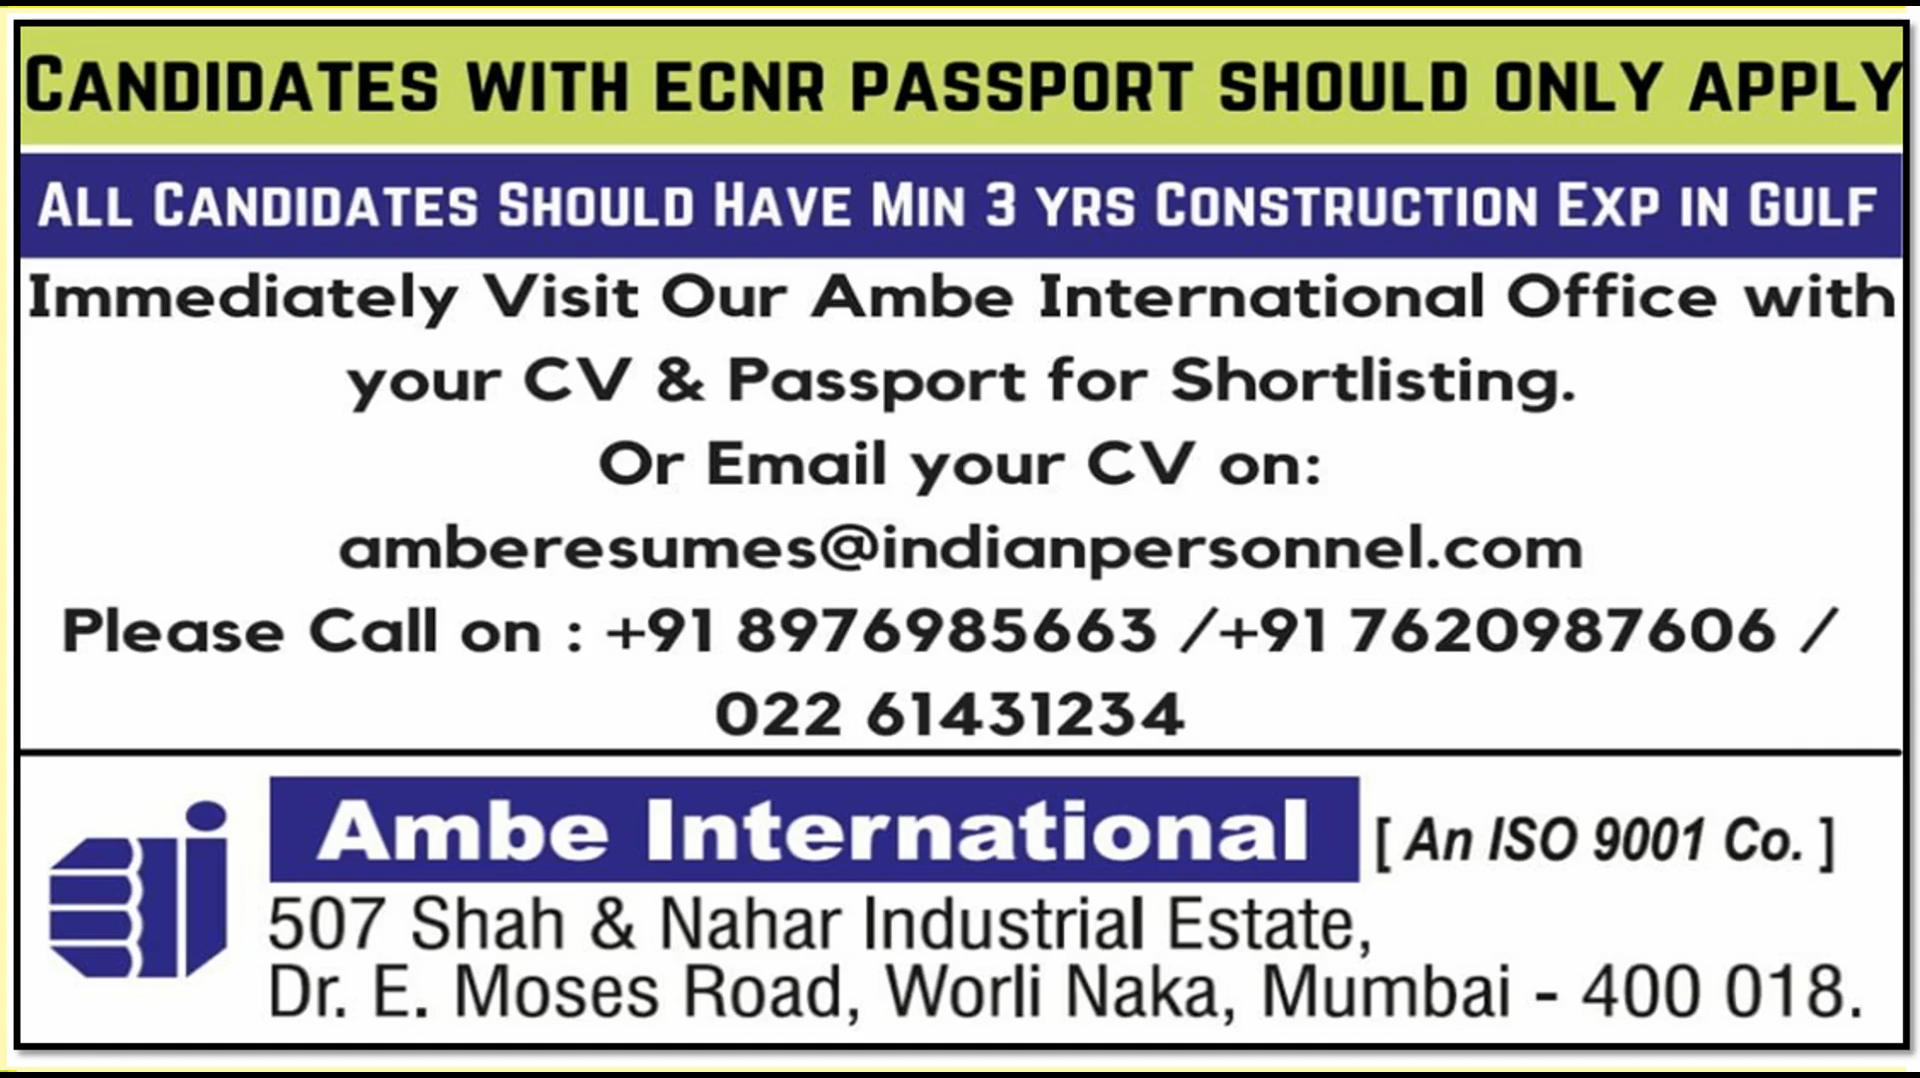 CANDIDATES WITH ECNR PASSPORT SHOULD ONLY APPLY
ALL CANDIDATES SHOULD HAVE MIN 3 YRS CONSTRUCTION EXP IN GULF
Immediately Visit Our Ambe International Office with
your CV & Passport for Shortlisting.
Or Email your CV on:
amberesumes@indianpersonnel.com
Please Call on : +91 8976985663 /+91 7620987606 /
022 61431234
Ambe International [ An ISO 9001 Co. ]
507 Shah & Nahar Industrial Estate,
Dr. E. Moses Road, Worli Naka, Mumbai - 400 018.